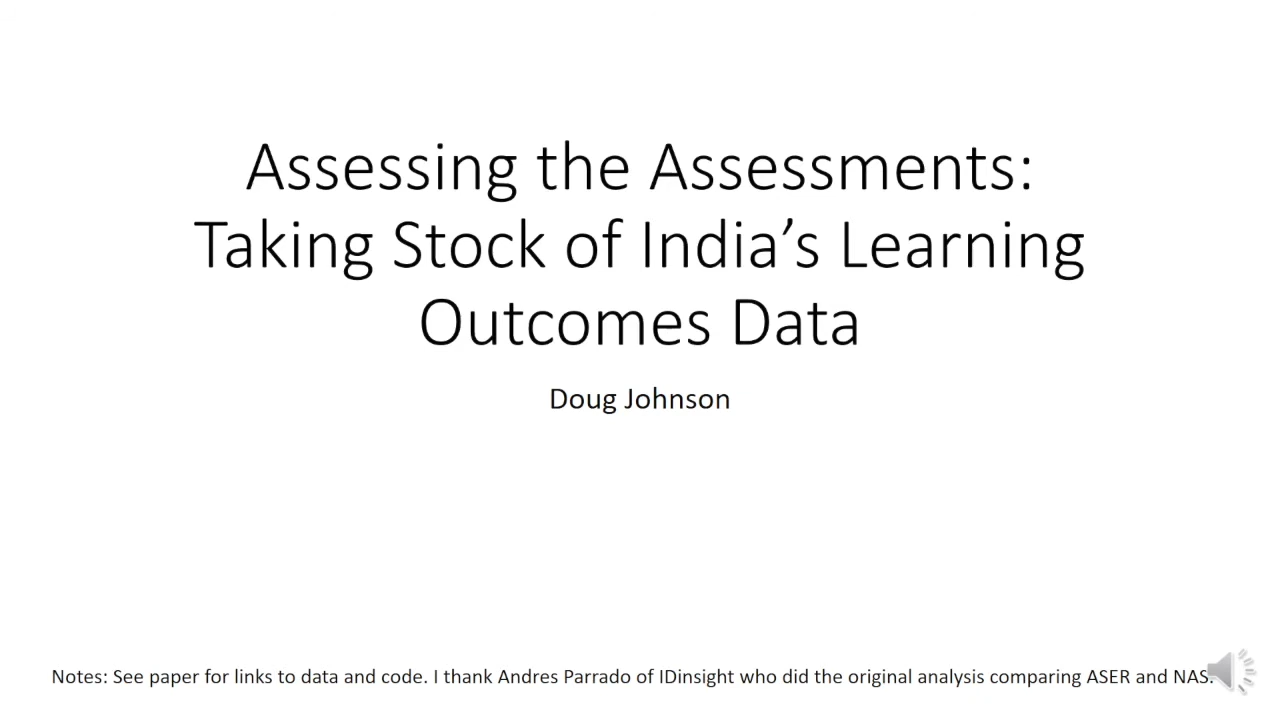 Assessing the Assessments:
Taking Stock of India’s Learning
Outcomes Data
Doug Johnson
Notes: See paper for links to data and code. I thank Andres Parrado of IDinsight who did the original analysis comparing ASER and NAS.